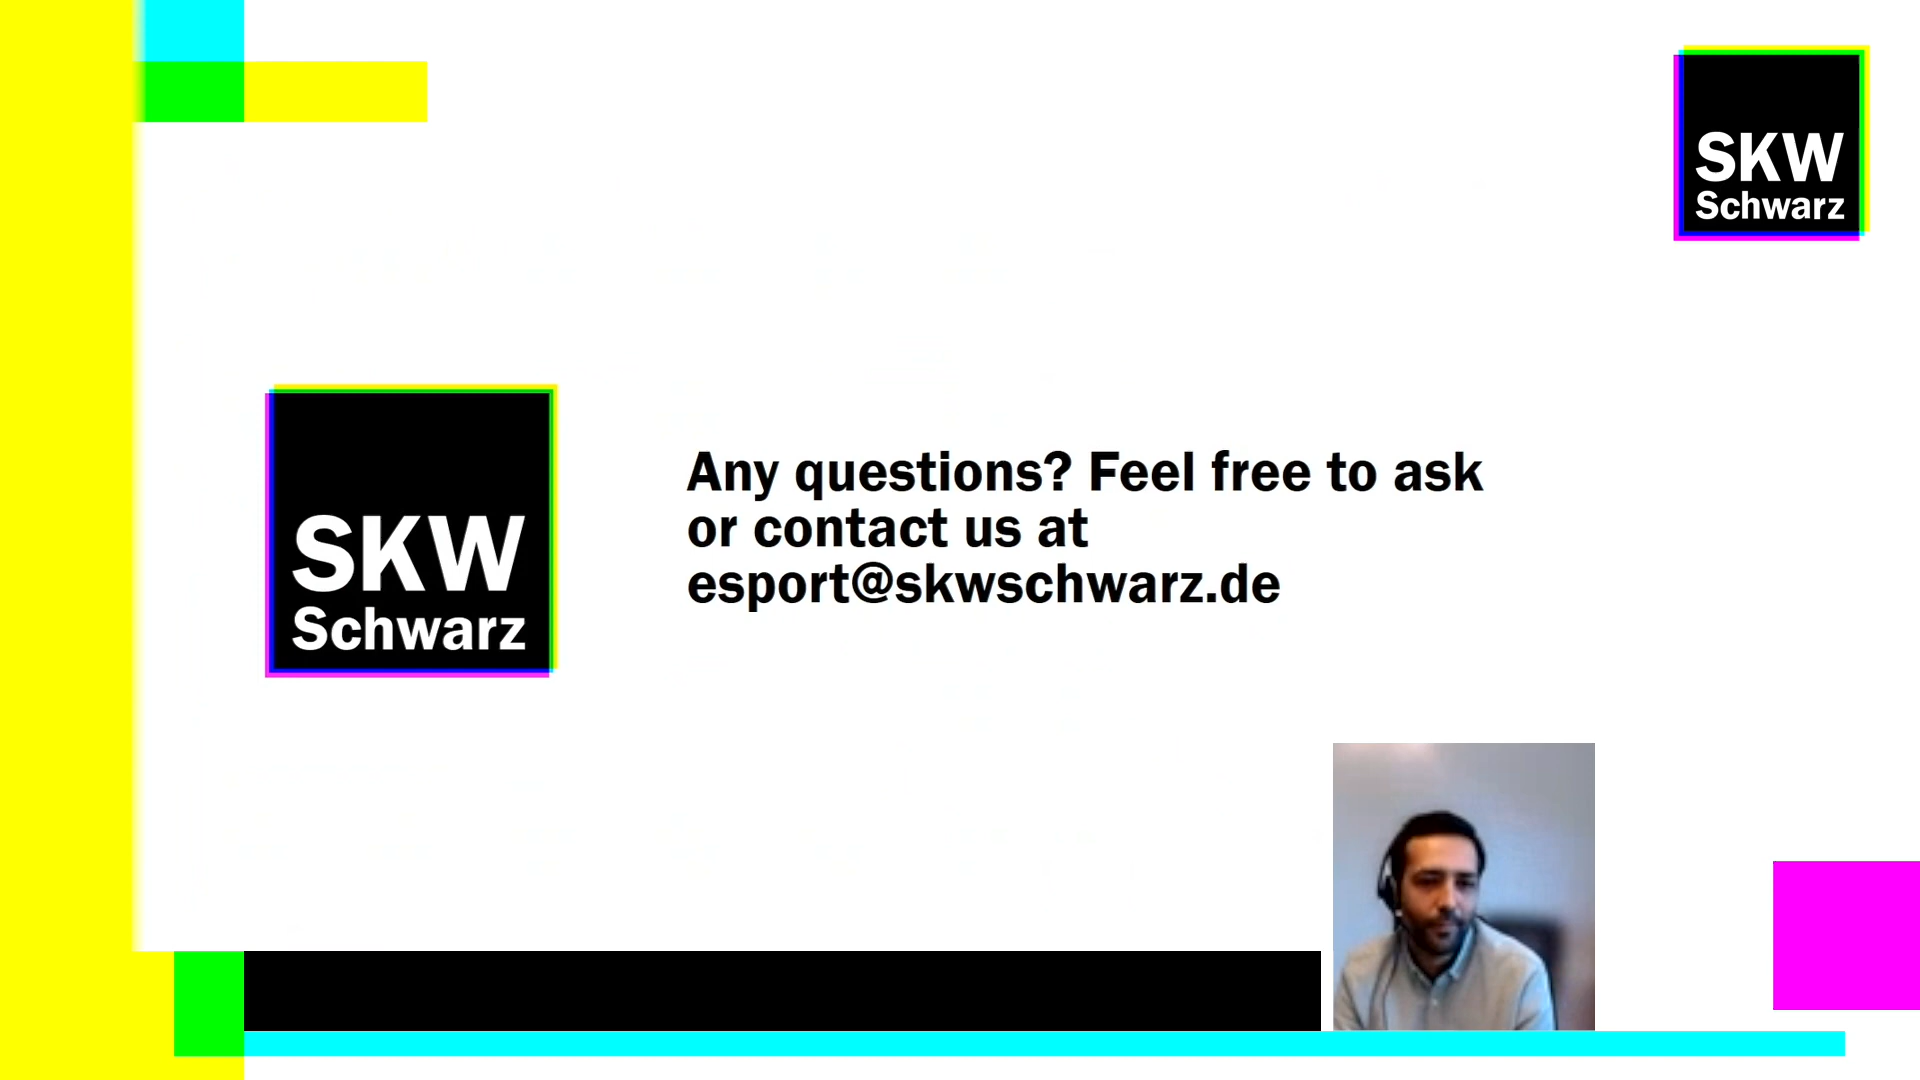 SKW
Schwarz
SKW
Schwarz
Any questions? Feel free to ask
or contact us at
esport@skwschwarz.de